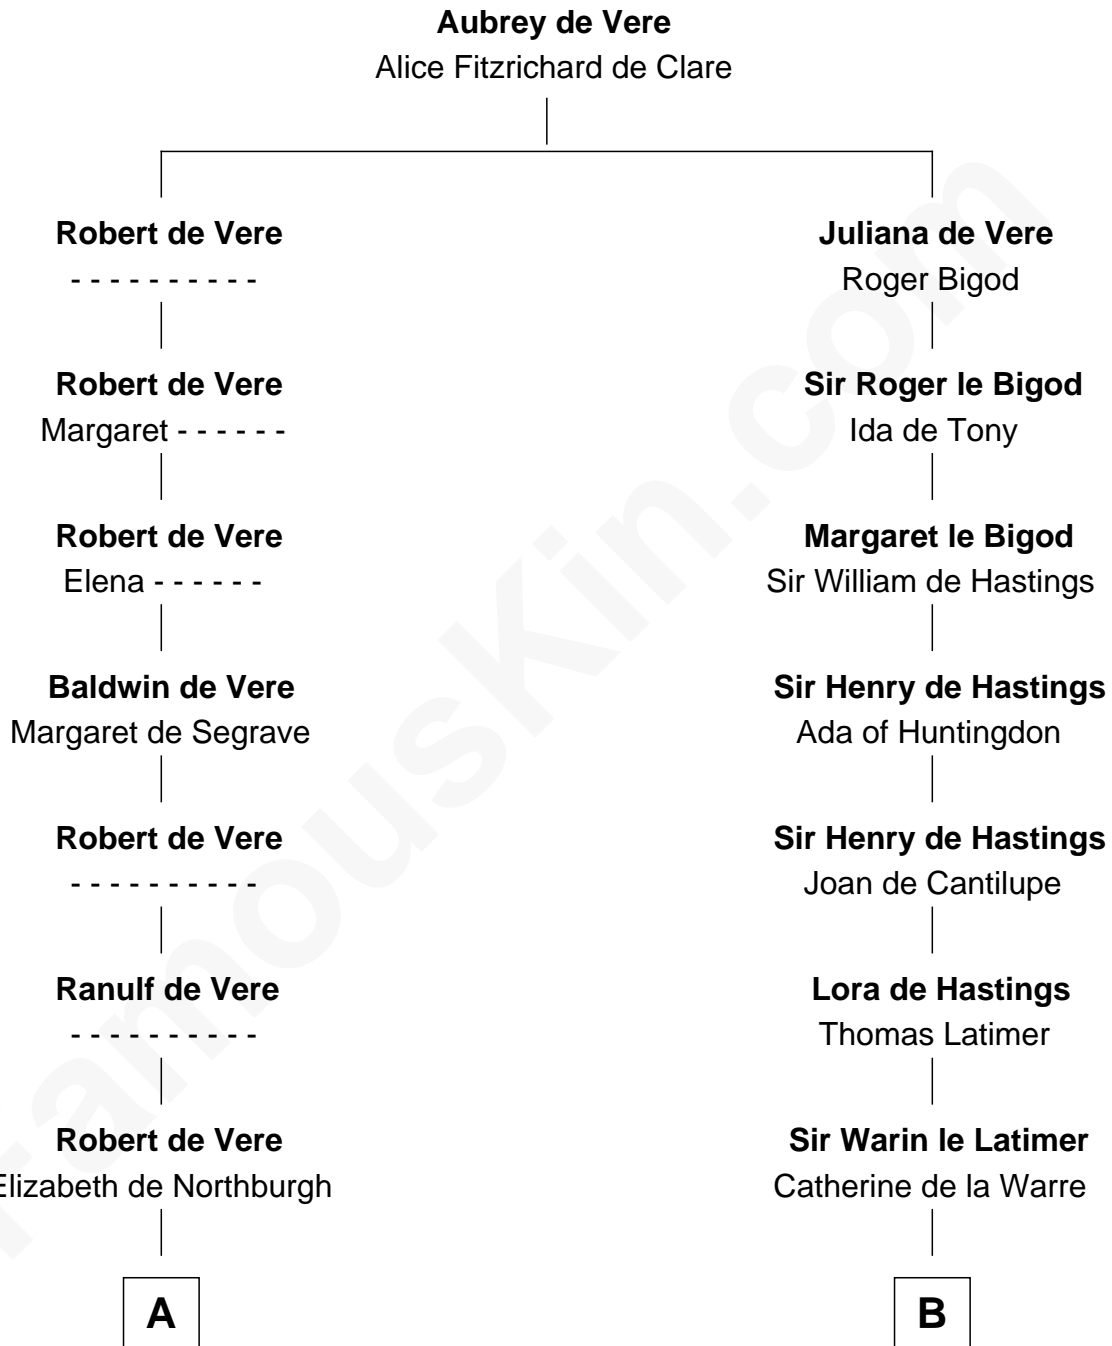 Aubrey de Vere
Alice Fitzrichard de Clare
Robert de Vere
- - - - - - - - - -
Robert de Vere
Margaret - - - - - -
Robert de Vere
Elena - - - - - -
Baldwin de Vere
Margaret de Segrave
Robert de Vere
- - - - - - - - - -
Ranulf de Vere
- - - - - - - - - -
Robert de Vere
Elizabeth de Northburgh
A
Juliana de Vere
Roger Bigod
Sir Roger le Bigod
Ida de Tony
Margaret le Bigod
Sir William de Hastings
Sir Henry de Hastings
Ada of Huntingdon
Sir Henry de Hastings
Joan de Cantilupe
Lora de Hastings
Thomas Latimer
Sir Warin le Latimer
Catherine de la Warre
B
FamousKin.com